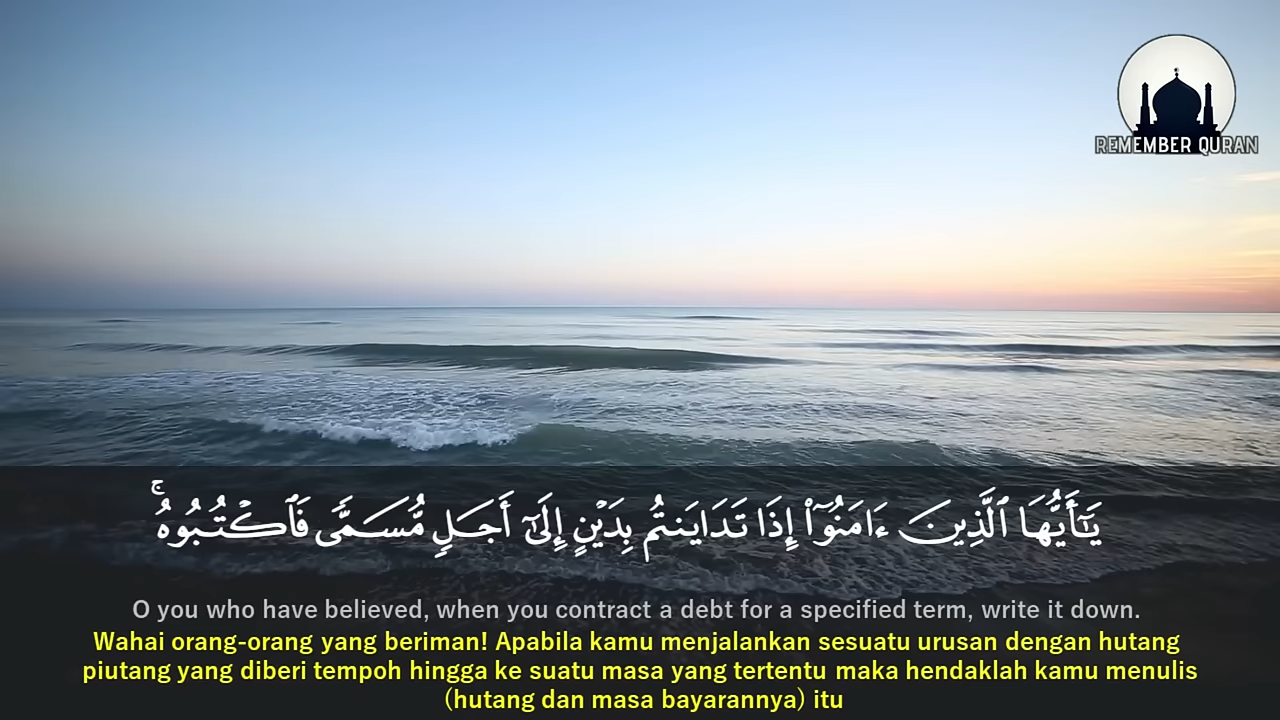 REMEMBER QURAN
يَـٰٓأَيُّهَا ٱلَّذِينَ ءَامَنُوٓا۟ إِذَا تَدَايَنتُم بِدَيْنٍ إِلَىٰٓ أَجَلٍ مُّسَمًّى فَٱكْتُبُوهُ ۚ
O you who have believed, when you contract a debt for a specified term, write it down.
Wahai orang-orang yang beriman! Apabila kamu menjalankan sesuatu urusan dengan hutang
piutang yang diberi tempoh hingga ke suatu masa yang tertentu maka hendaklah kamu menulis
(hutang dan masa bayarannya) itu